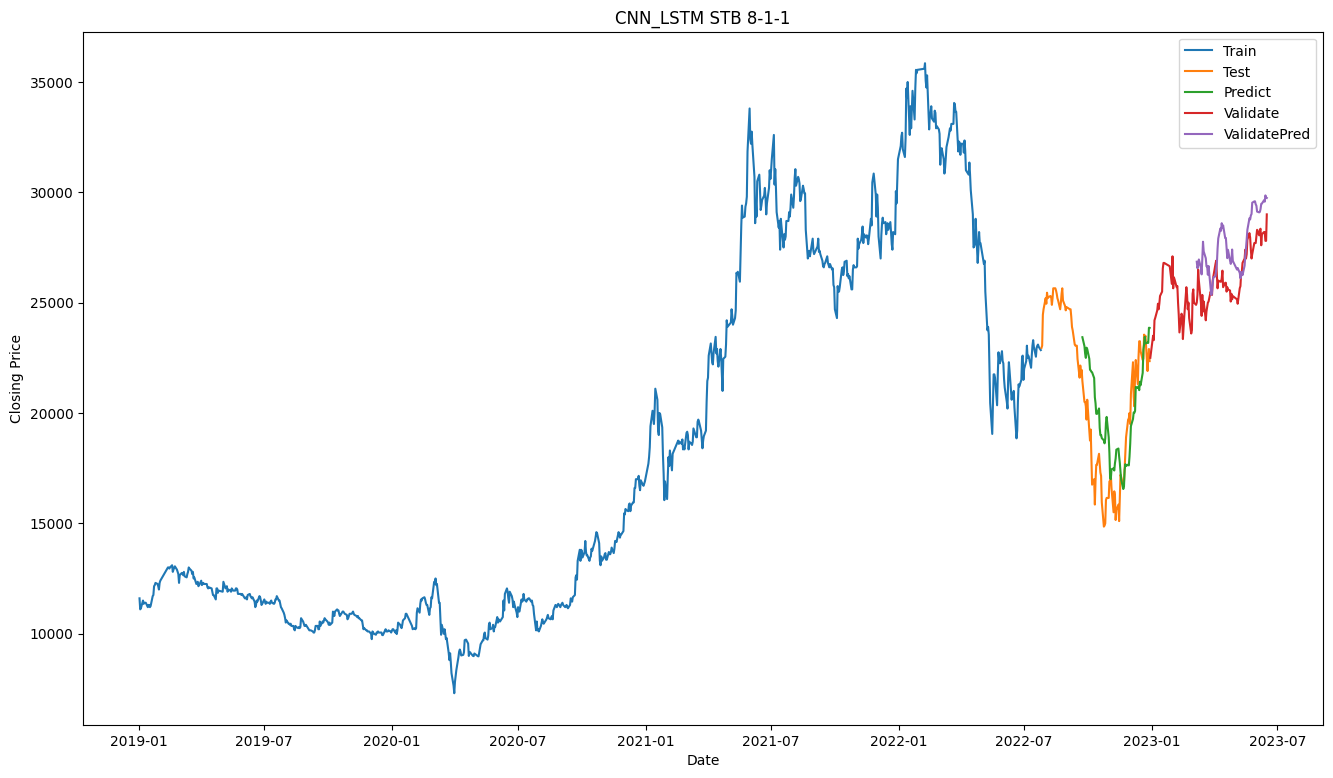 CNN_LSTM STB 8-1-1
Train
Test
Predict
Validate
ValidatePred
35000
30000
25000
20000
15000
10000
Closing Price
2019-01
2019-07
2020-01
2020-07
2021-01
2021-07
2022-01
2022-07
2023-01
2023-07
Date